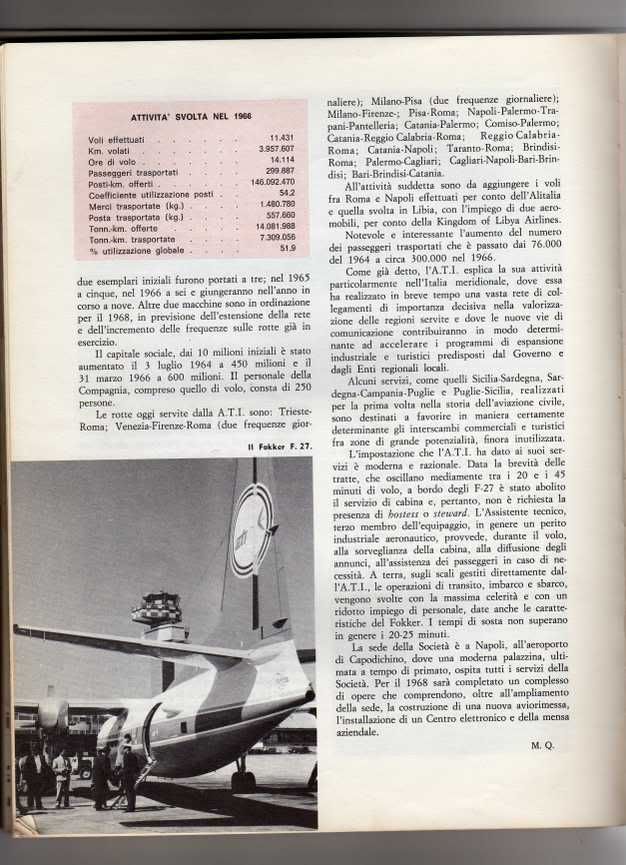 ATTIVITA' SVOLTA NEL 1966
Voli effettuati . . . . . . 11.431
Km. volati . . . . . . . 3.957.607
Ore di volo . . . . . . . 14.114
Passeggeri trasportati . . . . 299.887
Posti-km. offerti . . . . . . 146.092.470
Coefficiente utilizzazione posti . . 54,2
Merci trasportate (kg.) . . . . 1.480.780
Posta trasportata (kg.) . . . . 557.660
Tonn.-km. offerte . . . . . 14.081.988
Tonn.-km. trasportate . . . . 7.309.056
% utilizzazione globale . . . . 51,9
due esemplari iniziali furono portati a tre; nel 1965
a cinque, nel 1966 a sei e giungeranno nell'anno in
corso a nove. Altre due macchine sono in ordinazione
per il 1968, in previsione dell'estensione della rete
e dell'incremento delle frequenze sulle rotte già in
esercizio.
Il capitale sociale, dai 10 milioni iniziali è stato
aumentato il 3 luglio 1964 a 450 milioni e il
31 marzo 1966 a 600 milioni. Il personale della
Compagnia, compreso quello di volo, consta di 250
persone.
Le rotte oggi servite dalla A.T.I. sono: Trieste-
Roma; Venezia-Firenze-Roma (due frequenze gior-
Il Fokker F. 27.
ati
naliere); Milano-Pisa (due frequenze giornaliere);
Milano-Firenze-; Pisa-Roma; Napoli-Palermo-Tra-
pani-Pantelleria; Catania-Palermo; Comiso-Palermo;
Catania-Reggio Calabria-Roma; Reggio Calabria-
Roma; Catania-Napoli; Taranto-Roma; Brindisi-
Roma; Palermo-Cagliari; Cagliari-Napoli-Bari-Brin-
disi; Bari-Brindisi-Catania.
All'attività suddetta sono da aggiungere i voli
fra Roma e Napoli effettuati per conto dell'Alitalia
e quella svolta in Libia, con l'impiego di due aero-
mobili, per conto della Kingdom of Libya Airlines.
Notevole e interessante l'aumento del numero
dei passeggeri trasportati che è passato dai 76.000
del 1964 a circa 300.000 nel 1966.
Come già detto, l'A.T.I. esplica la sua attività
particolarmente nell'Italia meridionale, dove essa
ha realizzato in breve tempo una vasta rete di col-
legamenti di importanza decisiva nella valorizza-
zione delle regioni servite e dove le nuove vie di
comunicazione contribuiranno in modo determi-
nante ad accelerare i programmi di espansione
industriale e turistici predisposti dal Governo e
dagli Enti regionali locali.
Alcuni servizi, come quelli Sicilia-Sardegna, Sar-
degna-Campania-Puglie e Puglie-Sicilia, realizzati
per la prima volta nella storia dell'aviazione civile,
sono destinati a favorire in maniera certamente
determinante gli interscambi commerciali e turistici
fra zone di grande potenzialità, finora inutilizzata.
L'impostazione che l'A.T.I. ha dato ai suoi ser-
vizi è moderna e razionale. Data la brevità delle
tratte, che oscillano mediamente tra i 20 e i 45
minuti di volo, a bordo degli F-27 è stato abolito
il servizio di cabina e, pertanto, non è richiesta la
presenza di hostess o steward. L'Assistente tecnico,
terzo membro dell'equipaggio, in genere un perito
industriale aeronautico, provvede, durante il volo,
alla sorveglianza della cabina, alla diffusione degli
annunci, all'assistenza dei passeggeri in caso di ne-
cessità. A terra, sugli scali gestiti direttamente dal-
l'A.T.I., le operazioni di transito, imbarco e sbarco,
vengono svolte con la massima celerità e con un
ridotto impiego di personale, date anche le caratte-
ristiche del Fokker. I tempi di sosta non superano
in genere i 20-25 minuti.
La sede della Società è a Napoli, all'aeroporto
di Capodichino, dove una moderna palazzina, ulti-
mata a tempo di primato, ospita tutti i servizi della
Società. Per il 1968 sarà completato un complesso
di opere che comprendono, oltre all'ampliamento
della sede, la costruzione di una nuova aviorimessa,
l'installazione di un Centro elettronico e della mensa
aziendale.
M. Q.